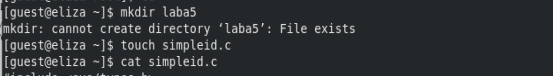 [guest@eliza ~]$ mkdir laba5
mkdir: cannot create directory ‘laba5’: File exists
[guest@eliza ~]$ touch simpleid.c
[guest@eliza ~]$ cat simpleid.c